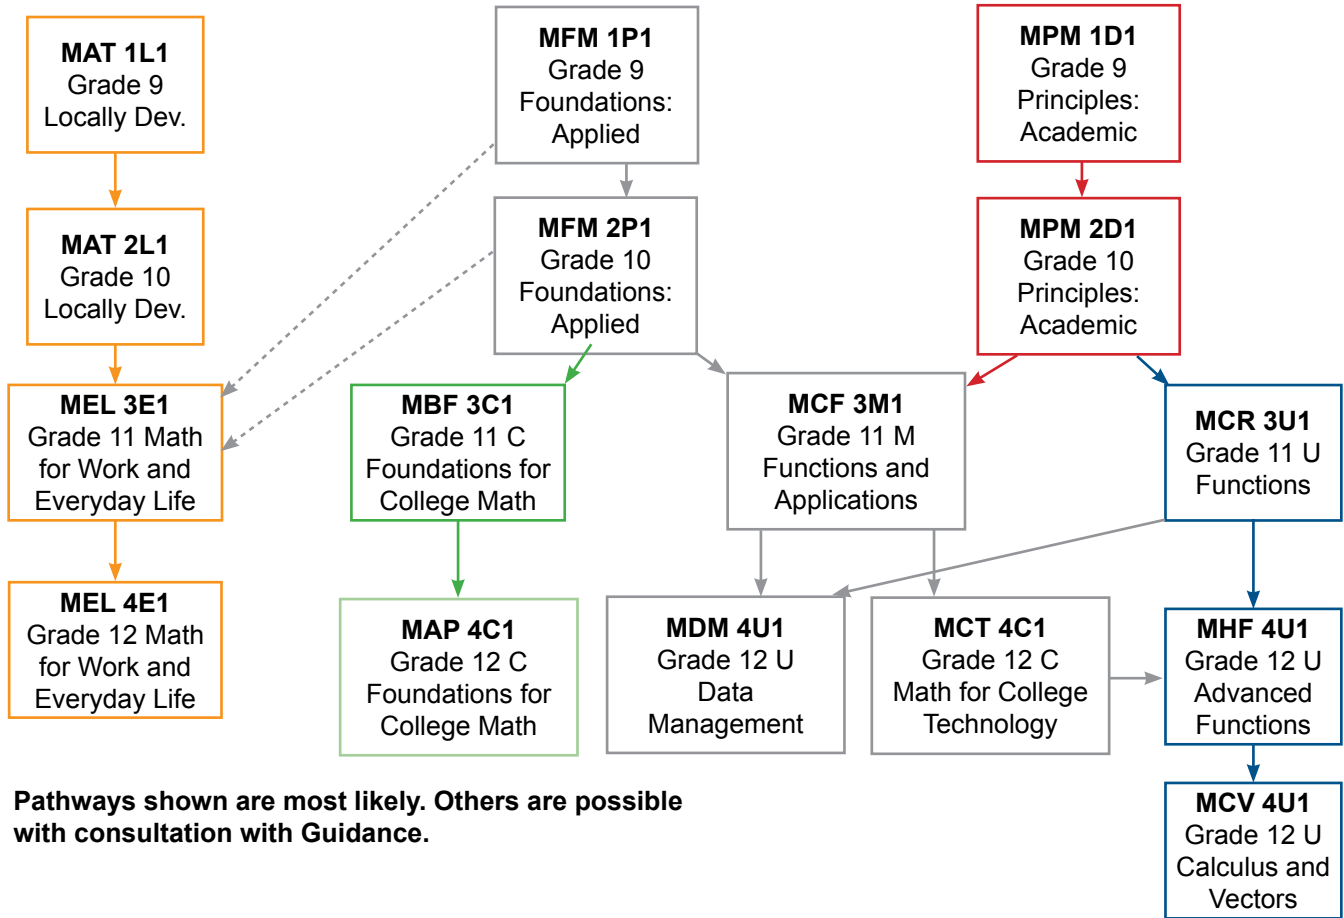 MAT 1L1
Grade 9
Locally Dev.
MFM 1P1
Grade 9
Foundations:
Applied
MPM 1D1
Grade 9
Principles:
Academic
MAT 2L1
Grade 10
Locally Dev.
MFM 2P1
Grade 10
Foundations:
Applied
MPM 2D1
Grade 10
Principles:
Academic
MEL 3E1
Grade 11 Math
for Work and
Everyday Life
MBF 3C1
Grade 11 C
Foundations for
College Math
MCF 3M1
Grade 11 M
Functions and
Applications
MCR 3U1
Grade 11 U
Functions
MEL 4E1
Grade 12 Math
for Work and
Everyday Life
MAP 4C1
Grade 12 C
Foundations for
College Math
MDM 4U1
Grade 12 U
Data
Management
MCT 4C1
Grade 12 C
Math for College
Technology
MHF 4U1
Grade 12 U
Advanced
Functions
MCV 4U1
Grade 12 U
Calculus and
Vectors
Pathways shown are most likely. Others are possible
with consultation with Guidance.